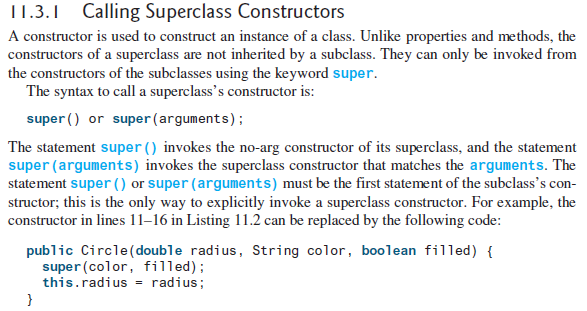 11.3.1 Calling Superclass Constructors
A constructor is used to construct an instance of a class. Unlike properties and methods, the
constructors of a superclass are not inherited by a subclass. They can only be invoked from
the constructors of the subclasses using the keyword super.
The syntax to call a superclass's constructor is:
super() or super(arguments);
The statement super() invokes the no-arg constructor of its superclass, and the statement
super(arguments) invokes the superclass constructor that matches the arguments. The
statement super() or super(arguments) must be the first statement of the subclass's con-
structor; this is the only way to explicitly invoke a superclass constructor. For example, the
constructor in lines 11–16 in Listing 11.2 can be replaced by the following code:
public Circle(double radius, String color, boolean filled) {
super(color, filled);
this.radius = radius;
}